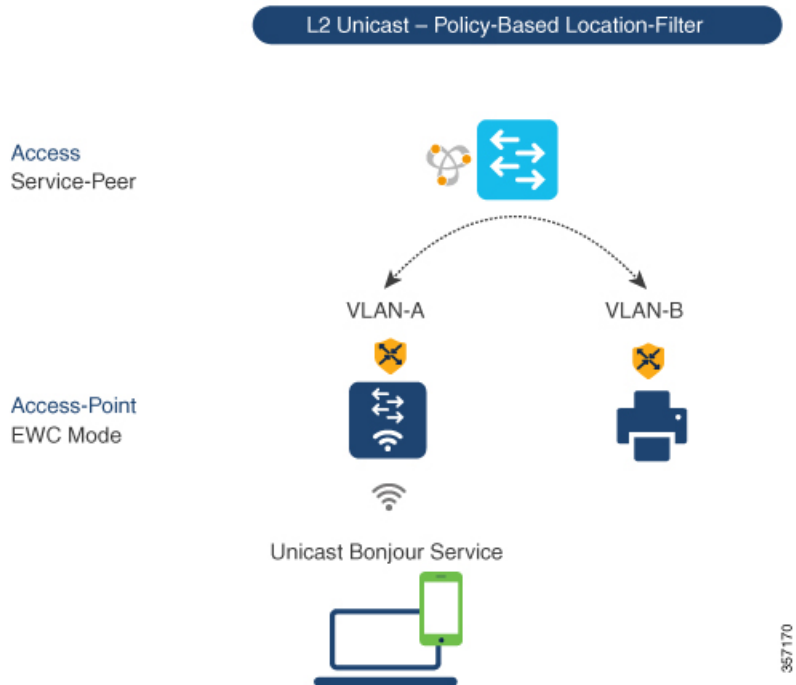 L2 Unicast – Policy-Based Location-Filter
Access
Service-Peer
VLAN-A
VLAN-B
Access-Point
EWC Mode
Unicast Bonjour Service
357170